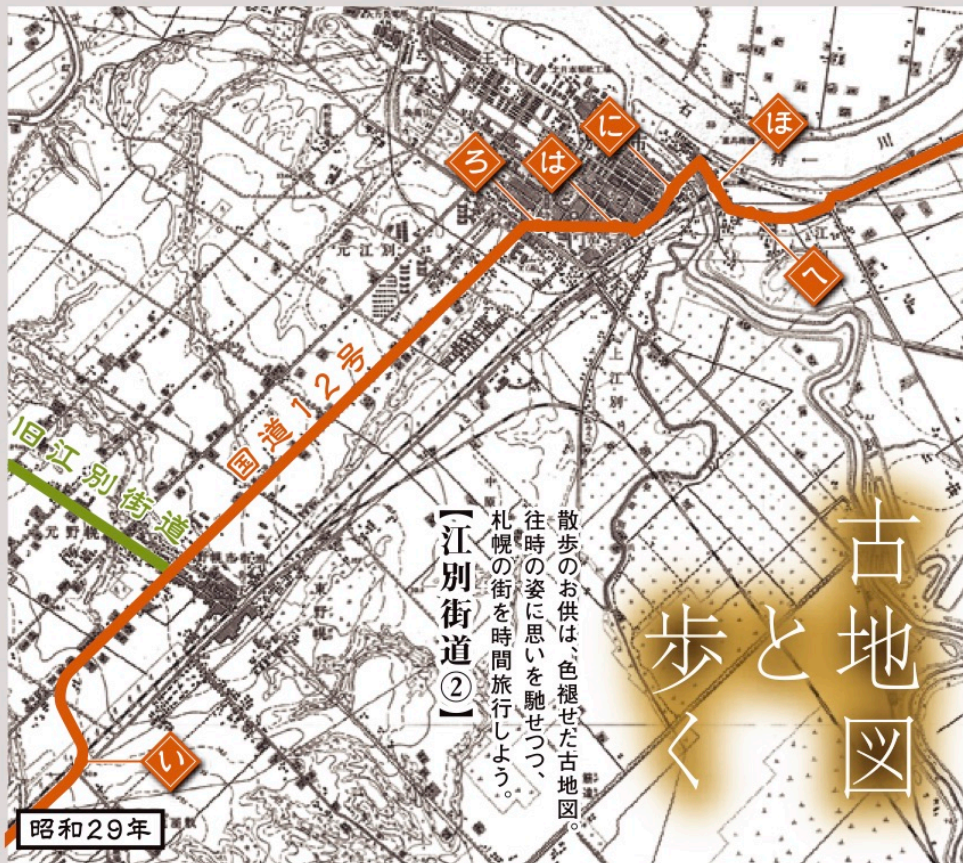 古地図
と
歩く
散歩のお供は、色褪せた古地図。
往時の姿に思いを馳せつつ、
札幌の街を時間旅行しよう。
【江別街道②】
国道12号
旧江別街道
い
ろ
は
に
ほ
へ
昭和29年
元江別
上江別
元野幌
東野幌
石
狩
川